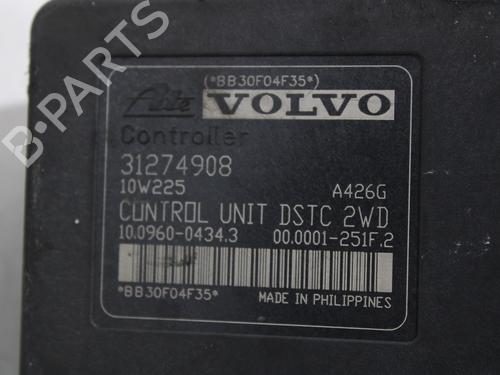 (*BB30F04F35*)
Ate VOLVO
Controller
31274908
10W225 A426G
CONTROL UNIT DSTC 2WD
10.0960-0434.3 00.0001-251F.2
*BB30F04F35* MADE IN PHILIPPINES
B-PARTS